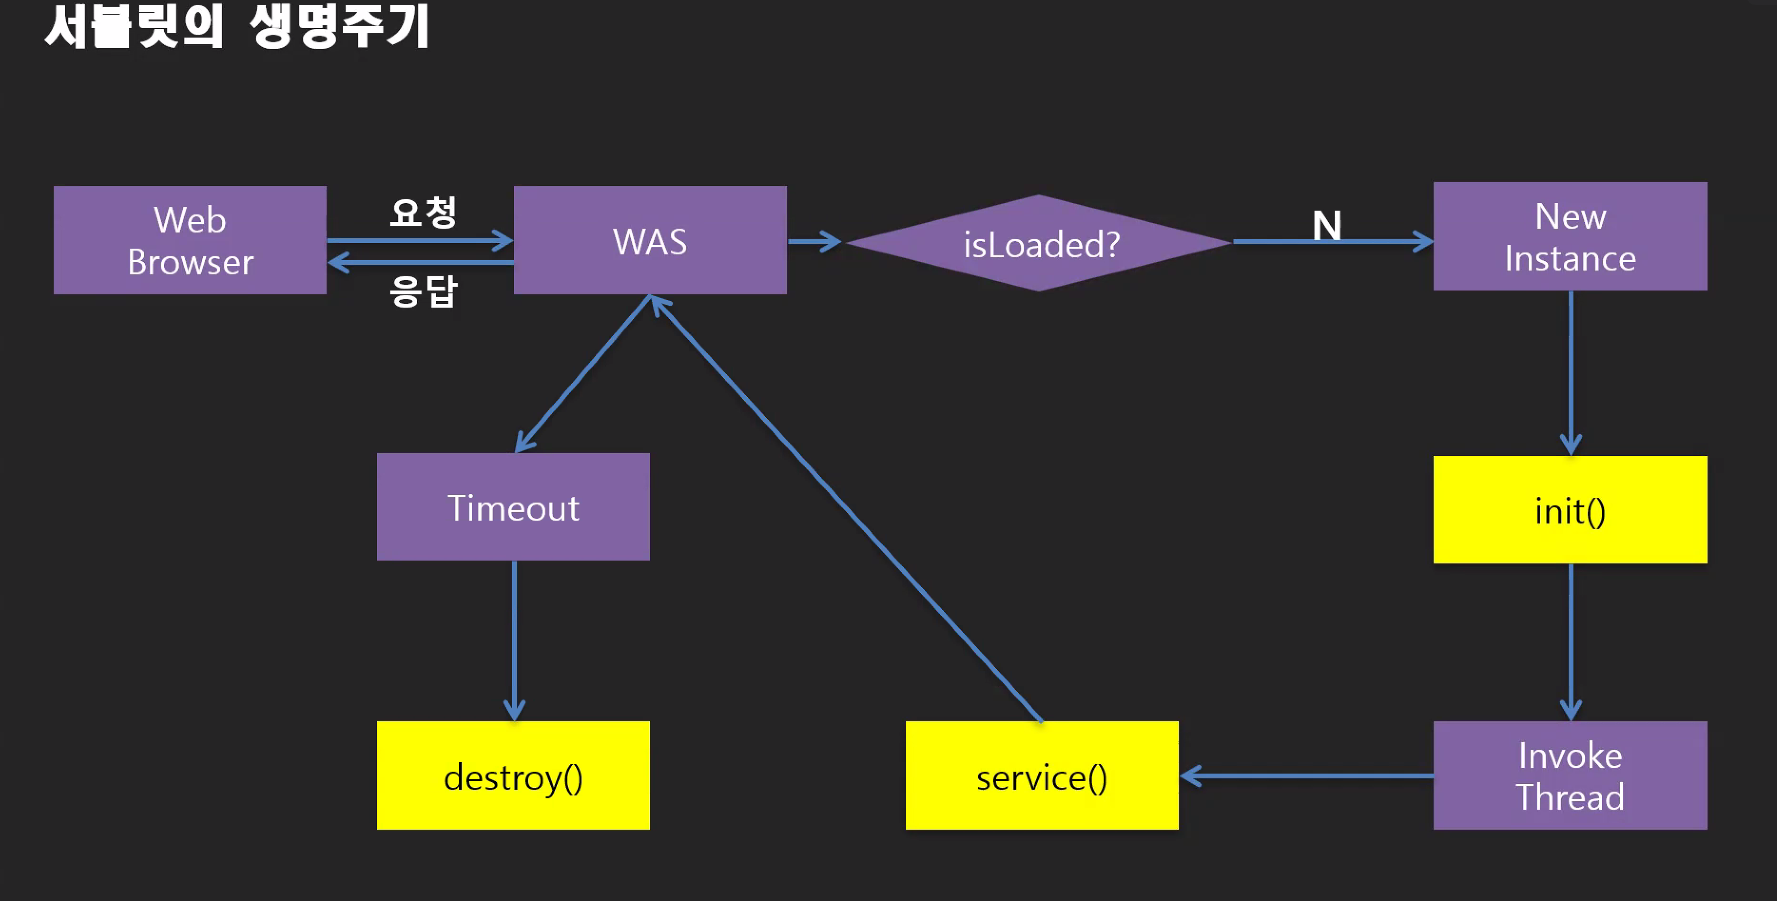 서블릿의 생명주기
Web
Browser
요청
응답
WAS
isLoaded?
N
New
Instance
Timeout
init()
destroy()
service()
Invoke
Thread